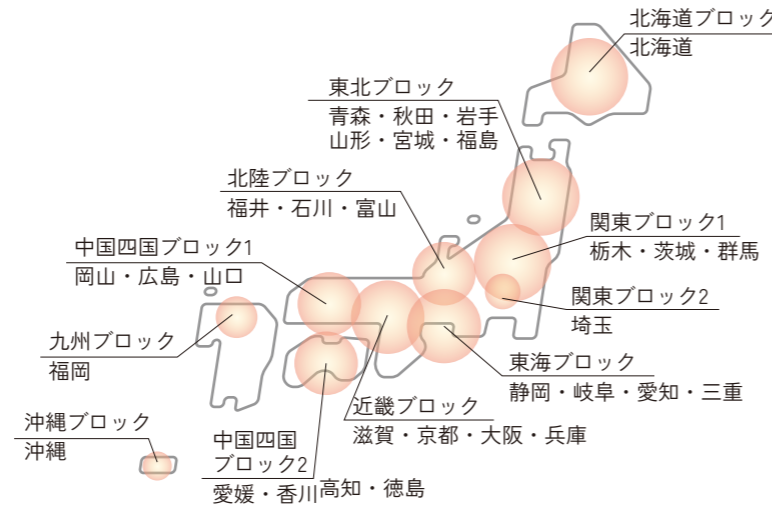 北海道ブロック
北海道
東北ブロック
青森・秋田・岩手
山形・宮城・福島
北陸ブロック
福井・石川・富山
関東ブロック1
栃木・茨城・群馬
中国四国ブロック1
岡山・広島・山口
関東ブロック2
埼玉
九州ブロック
福岡
東海ブロック
静岡・岐阜・愛知・三重
近畿ブロック
滋賀・京都・大阪・兵庫
沖縄ブロック
沖縄
中国四国
ブロック2
愛媛・香川高知・徳島